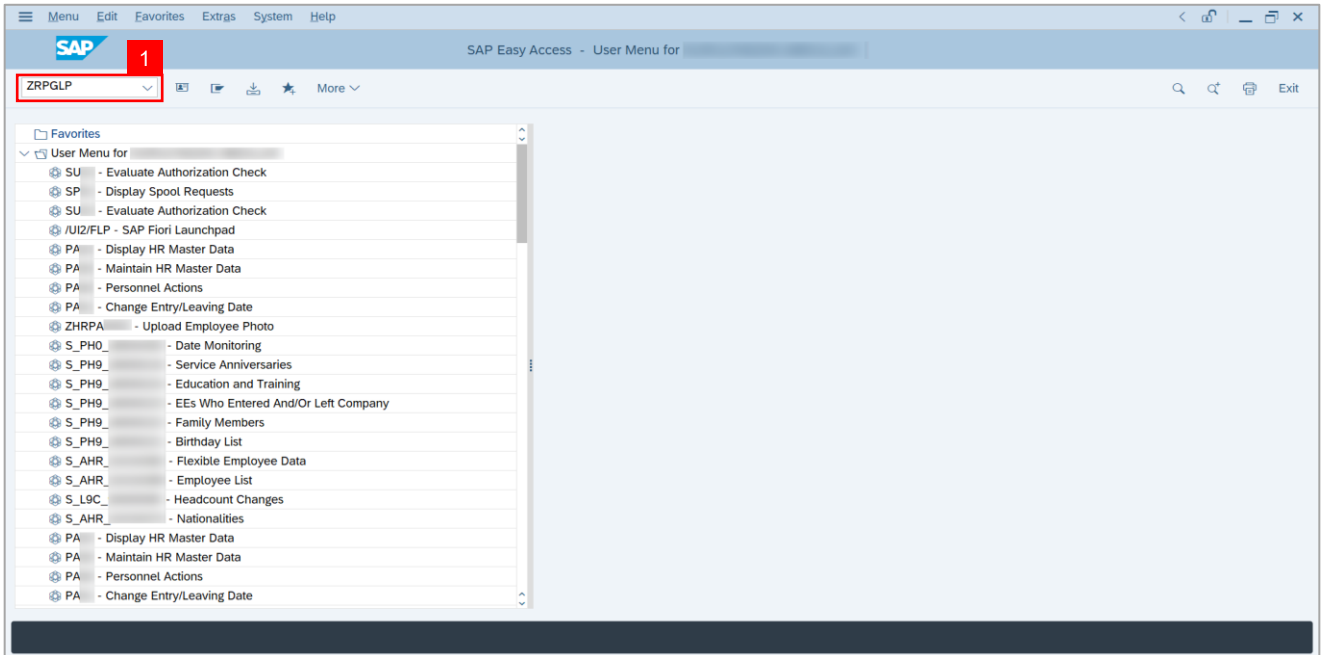 Menu Edit Favorites Extras System Help
SAP
1
SAP Easy Access - User Menu for
ZRPGLP
More
Exit
Favorites
User Menu for
SU - Evaluate Authorization Check
SP - Display Spool Requests
SU - Evaluate Authorization Check
/UI2/FLP - SAP Fiori Launchpad
PA - Display HR Master Data
PA - Maintain HR Master Data
PA - Personnel Actions
PA - Change Entry/Leaving Date
ZHRPA - Upload Employee Photo
S_PH0_ - Date Monitoring
S_PH9_ - Service Anniversaries
S_PH9_ - Education and Training
S_PH9_ - EEs Who Entered And/Or Left Company
S_PH9_ - Family Members
S_PH9_ - Birthday List
S_AHR_ - Flexible Employee Data
S_AHR_ - Employee List
S_L9C_ - Headcount Changes
S_AHR_ - Nationalities
PA - Display HR Master Data
PA - Maintain HR Master Data
PA - Personnel Actions
PA - Change Entry/Leaving Date